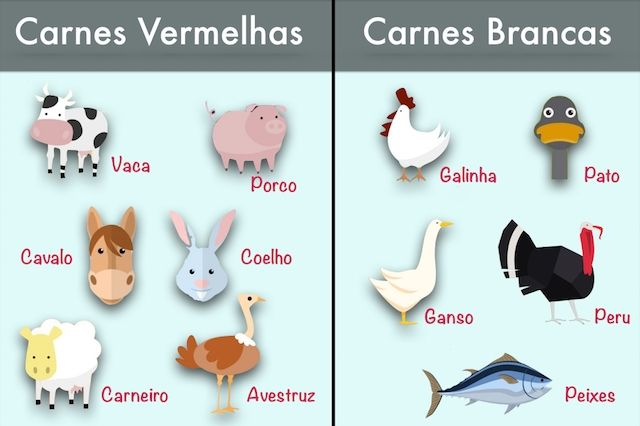 Carnes Vermelhas
Vaca
Porco
Cavalo
Coelho
Carneiro
Avestruz
Carnes Brancas
Galinha
Pato
Ganso
Peru
Peixes